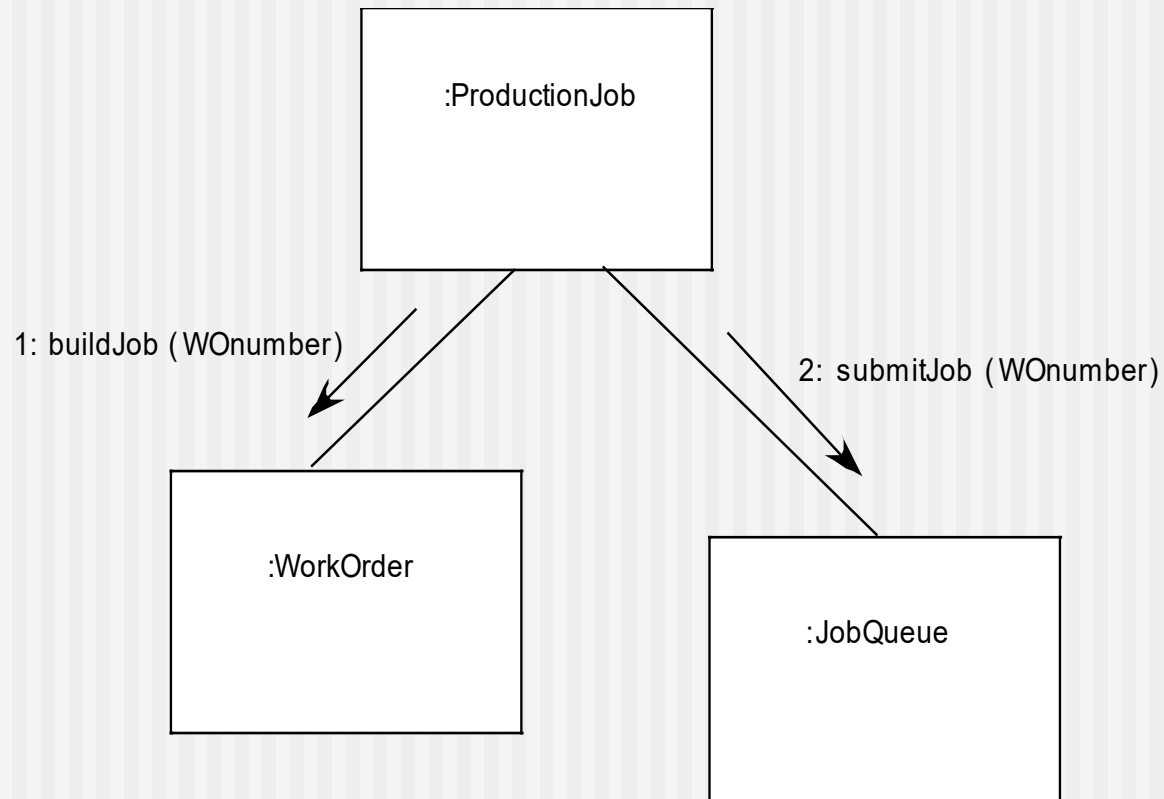 :ProductionJob
1: buildJob (WOnumber)
2: submitJob (WOnumber)
:WorkOrder
:JobQueue